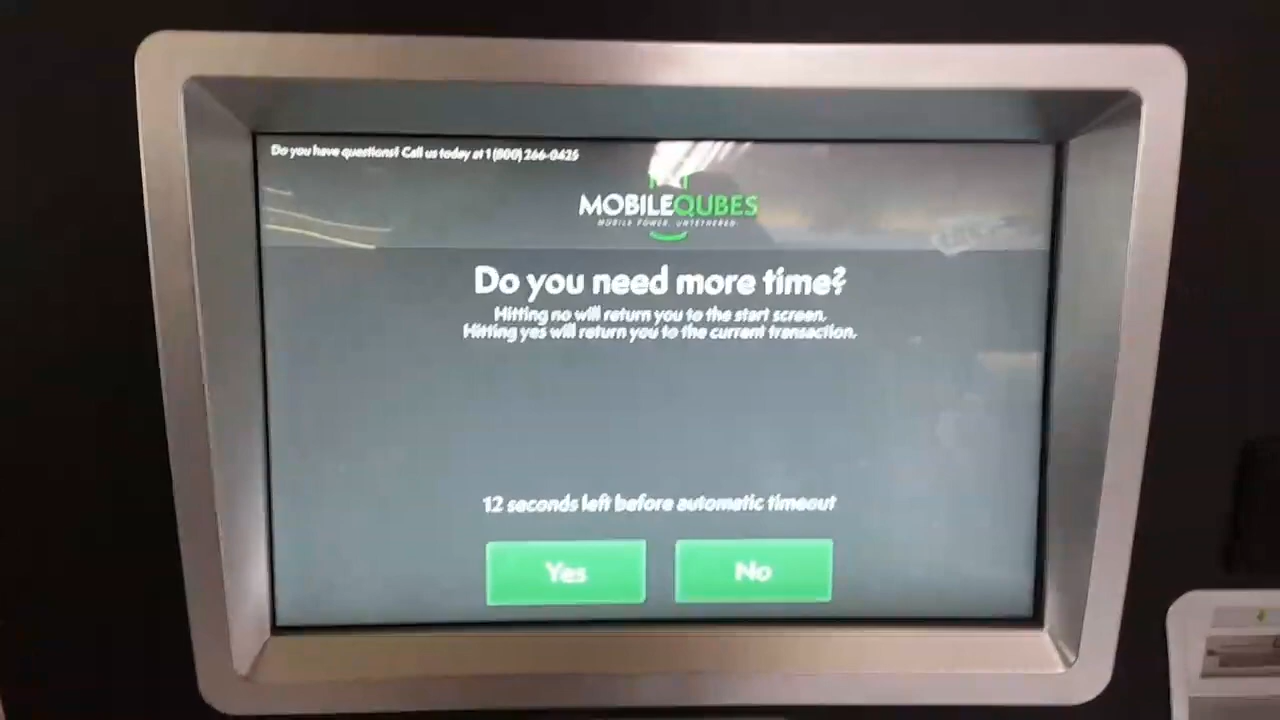 Do you have questions? Call us today at 1 (800) 266-0425
MOBILEQUBES
MOBILE POWER. UNTETHERED.
Do you need more time?
Hitting no will return you to the start screen.
Hitting yes will return you to the current transaction.
12 seconds left before automatic timeout
Yes
No